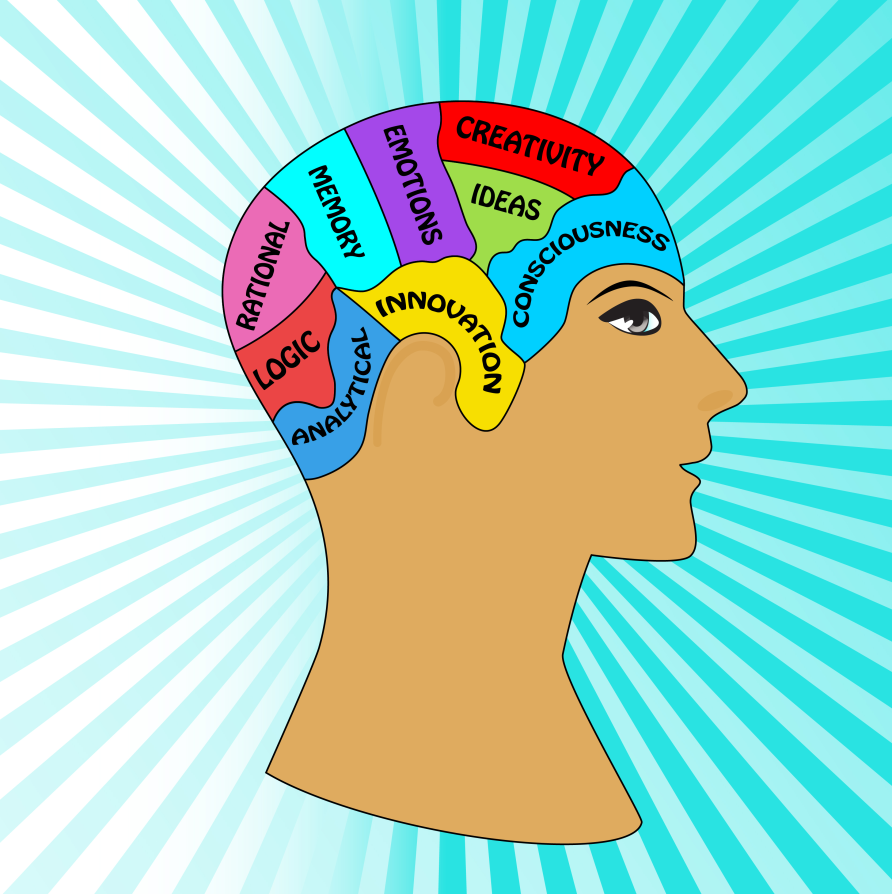 CREATIVITY
EMOTIONS
MEMORY
IDEAS
RATIONAL
CONSCIOUSNESS
INNOVATION
LOGIC
ANALYTICAL